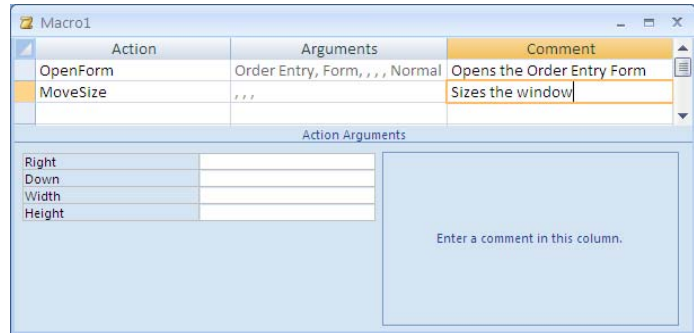 Macro1
Action Arguments Comment
OpenForm Order Entry, Form, , , , Normal Opens the Order Entry Form
MoveSize , , , Sizes the window
Action Arguments
Right
Down
Width
Height
Enter a comment in this column.